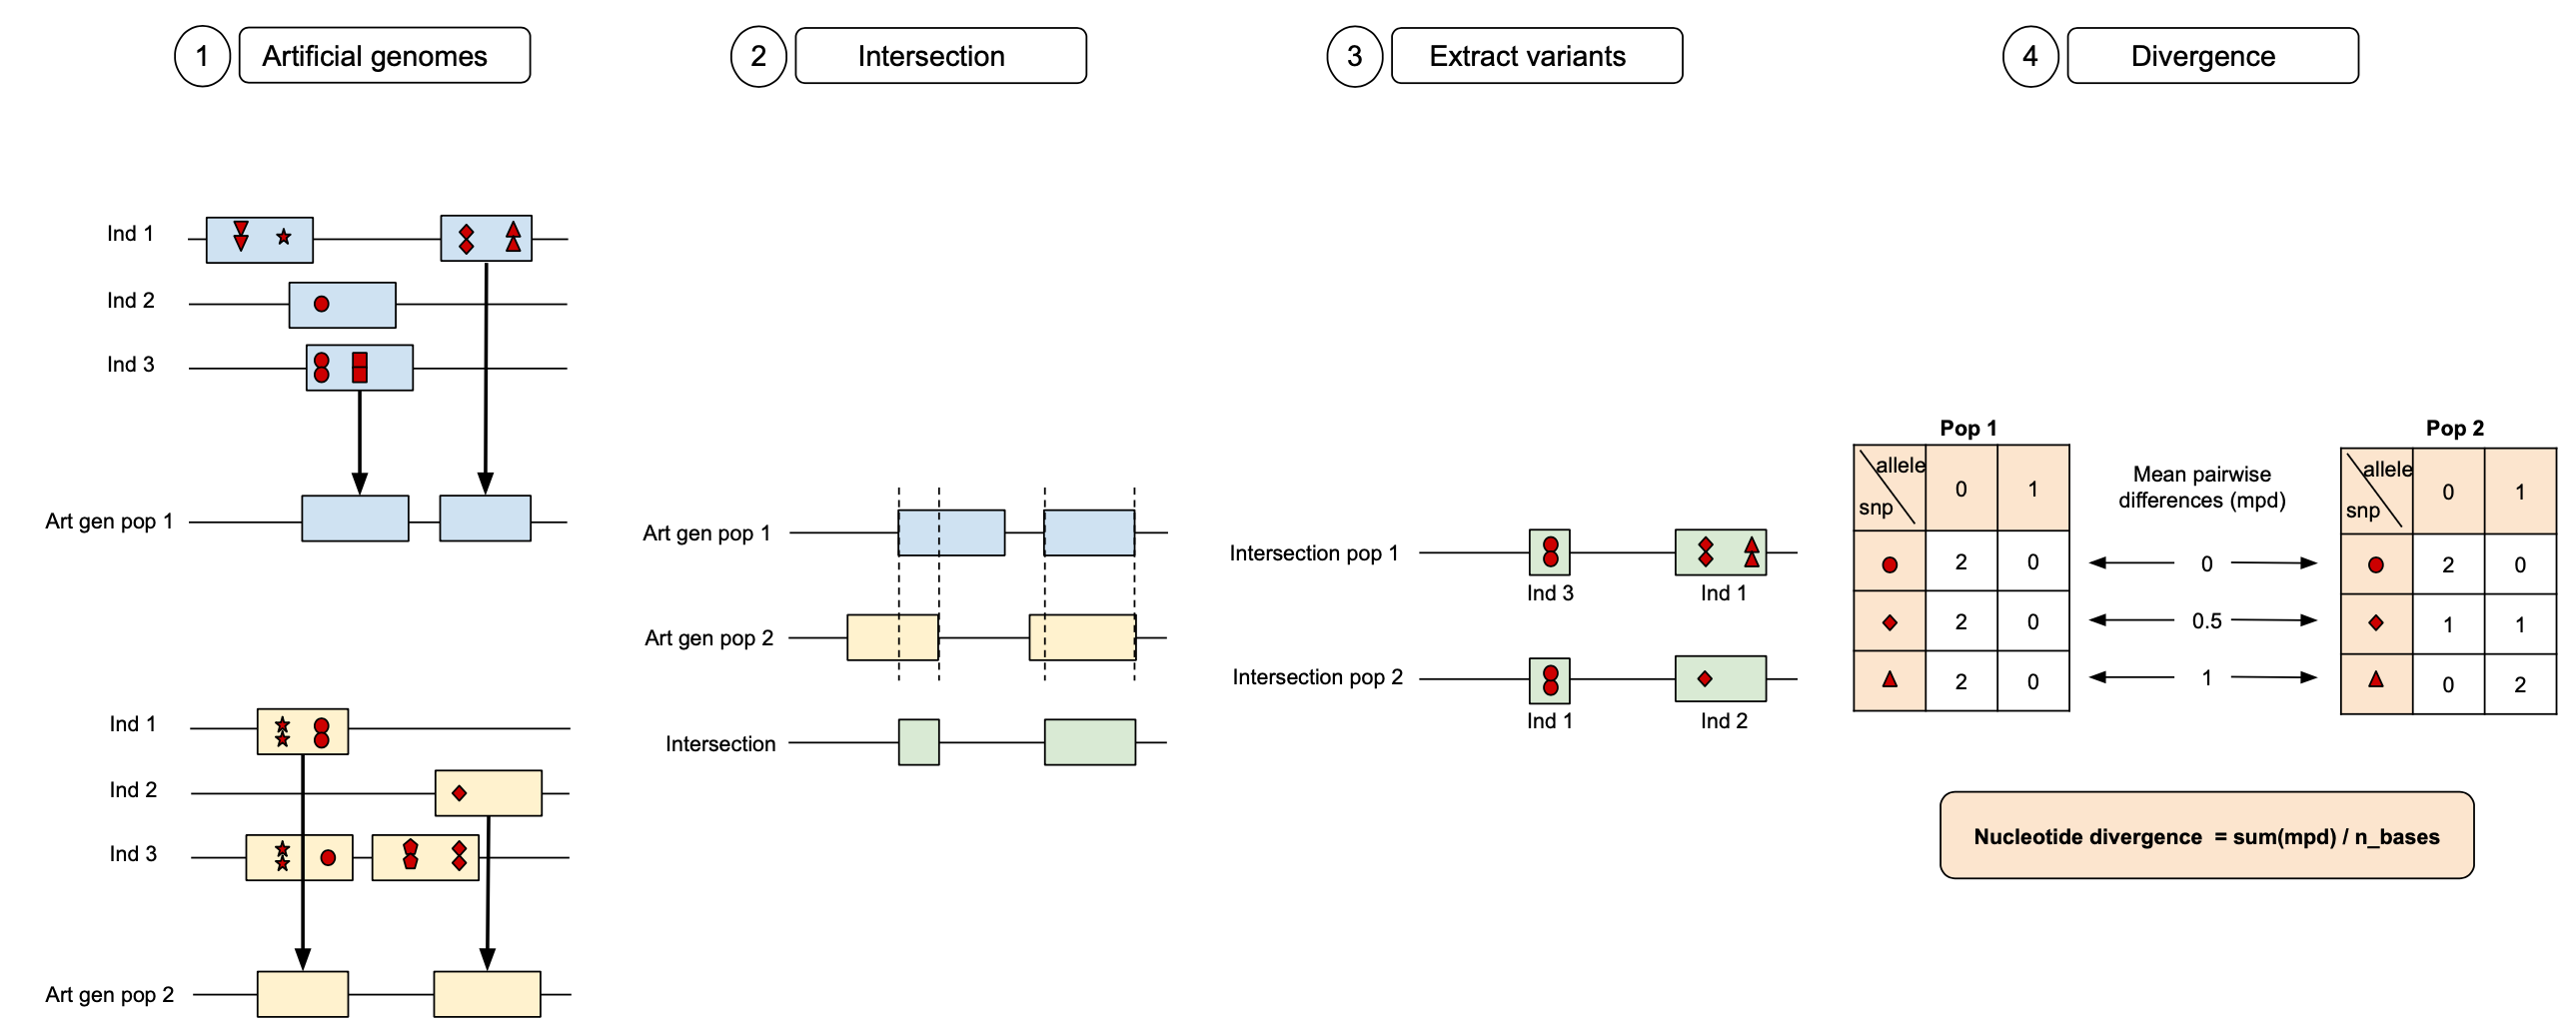 1
Artificial genomes
2
Intersection
3
Extract variants
4
Divergence
Ind 1
Ind 2
Ind 3
Art gen pop 1
Ind 1
Ind 2
Ind 3
Art gen pop 2
Art gen pop 1
Art gen pop 2
Intersection
Intersection pop 1
Ind 3 Ind 1
Intersection pop 2
Ind 1 Ind 2
Pop 1
allele
snp
0 1
2 0
2 0
2 0
Mean pairwise
differences (mpd)
0
0.5
1
Pop 2
allele
snp
0 1
2 0
1 1
0 2
Nucleotide divergence = sum(mpd) / n_bases